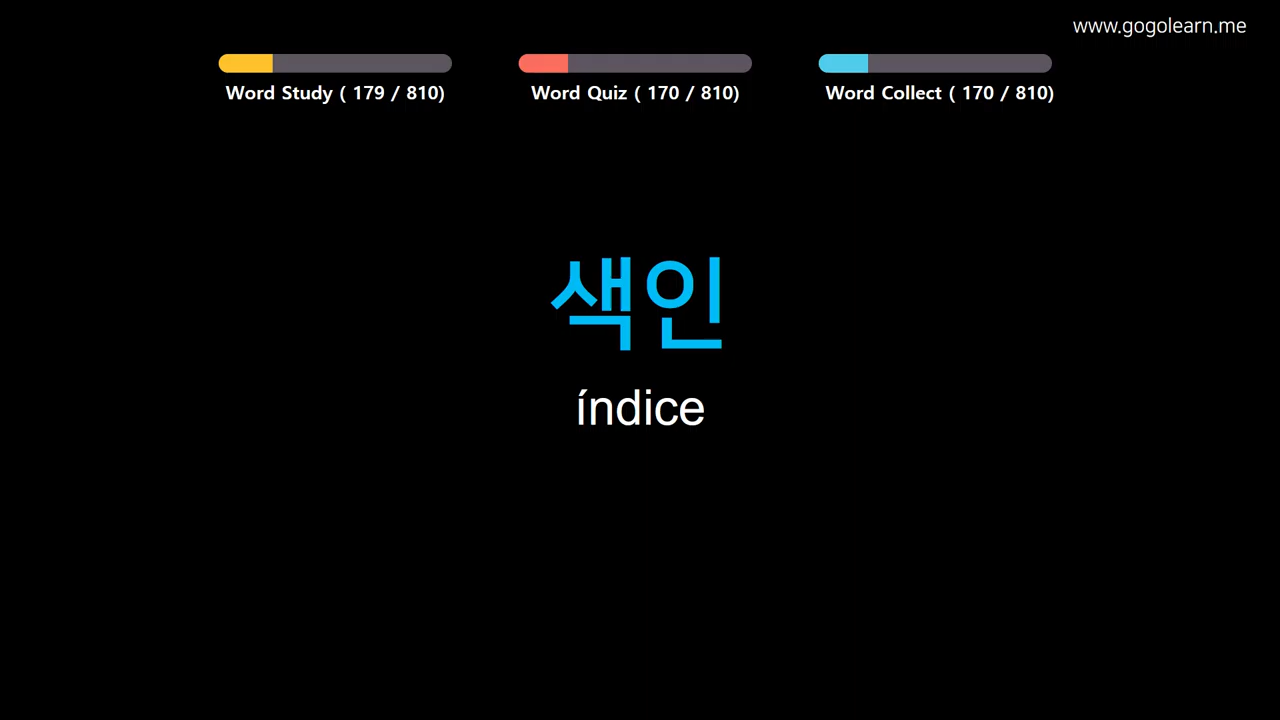 www.gogolearn.me
Word Study ( 179 / 810)
Word Quiz ( 170 / 810)
Word Collect ( 170 / 810)
색인
índice